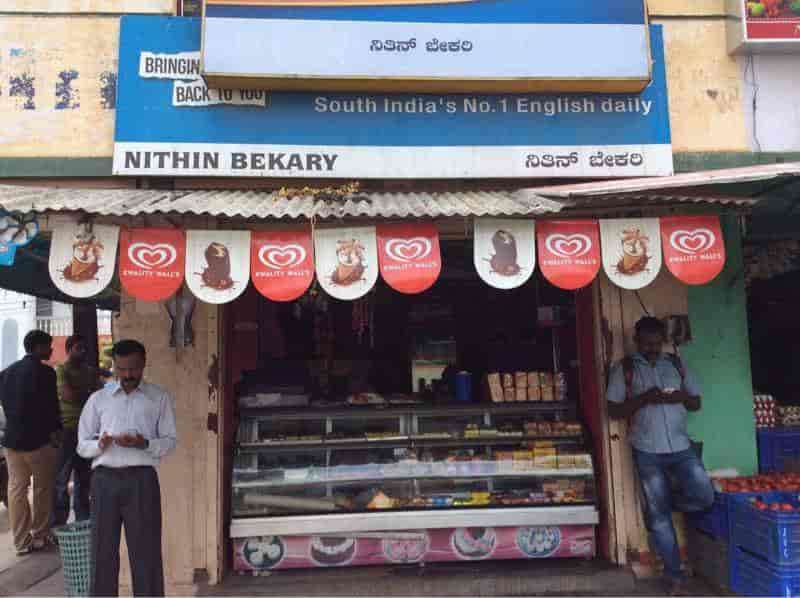 ನಿತಿನ್ ಬೇಕರಿ
BRINGIN
BACK TO YOU
South India's No.1 English daily
NITHIN BEKARY ನಿತಿನ್ ಬೇಕರಿ
KWALITY WALL'S
KWALITY WALL'S
KWALITY WALL'S
KWALITY WALL'S
KWALITY WALL'S